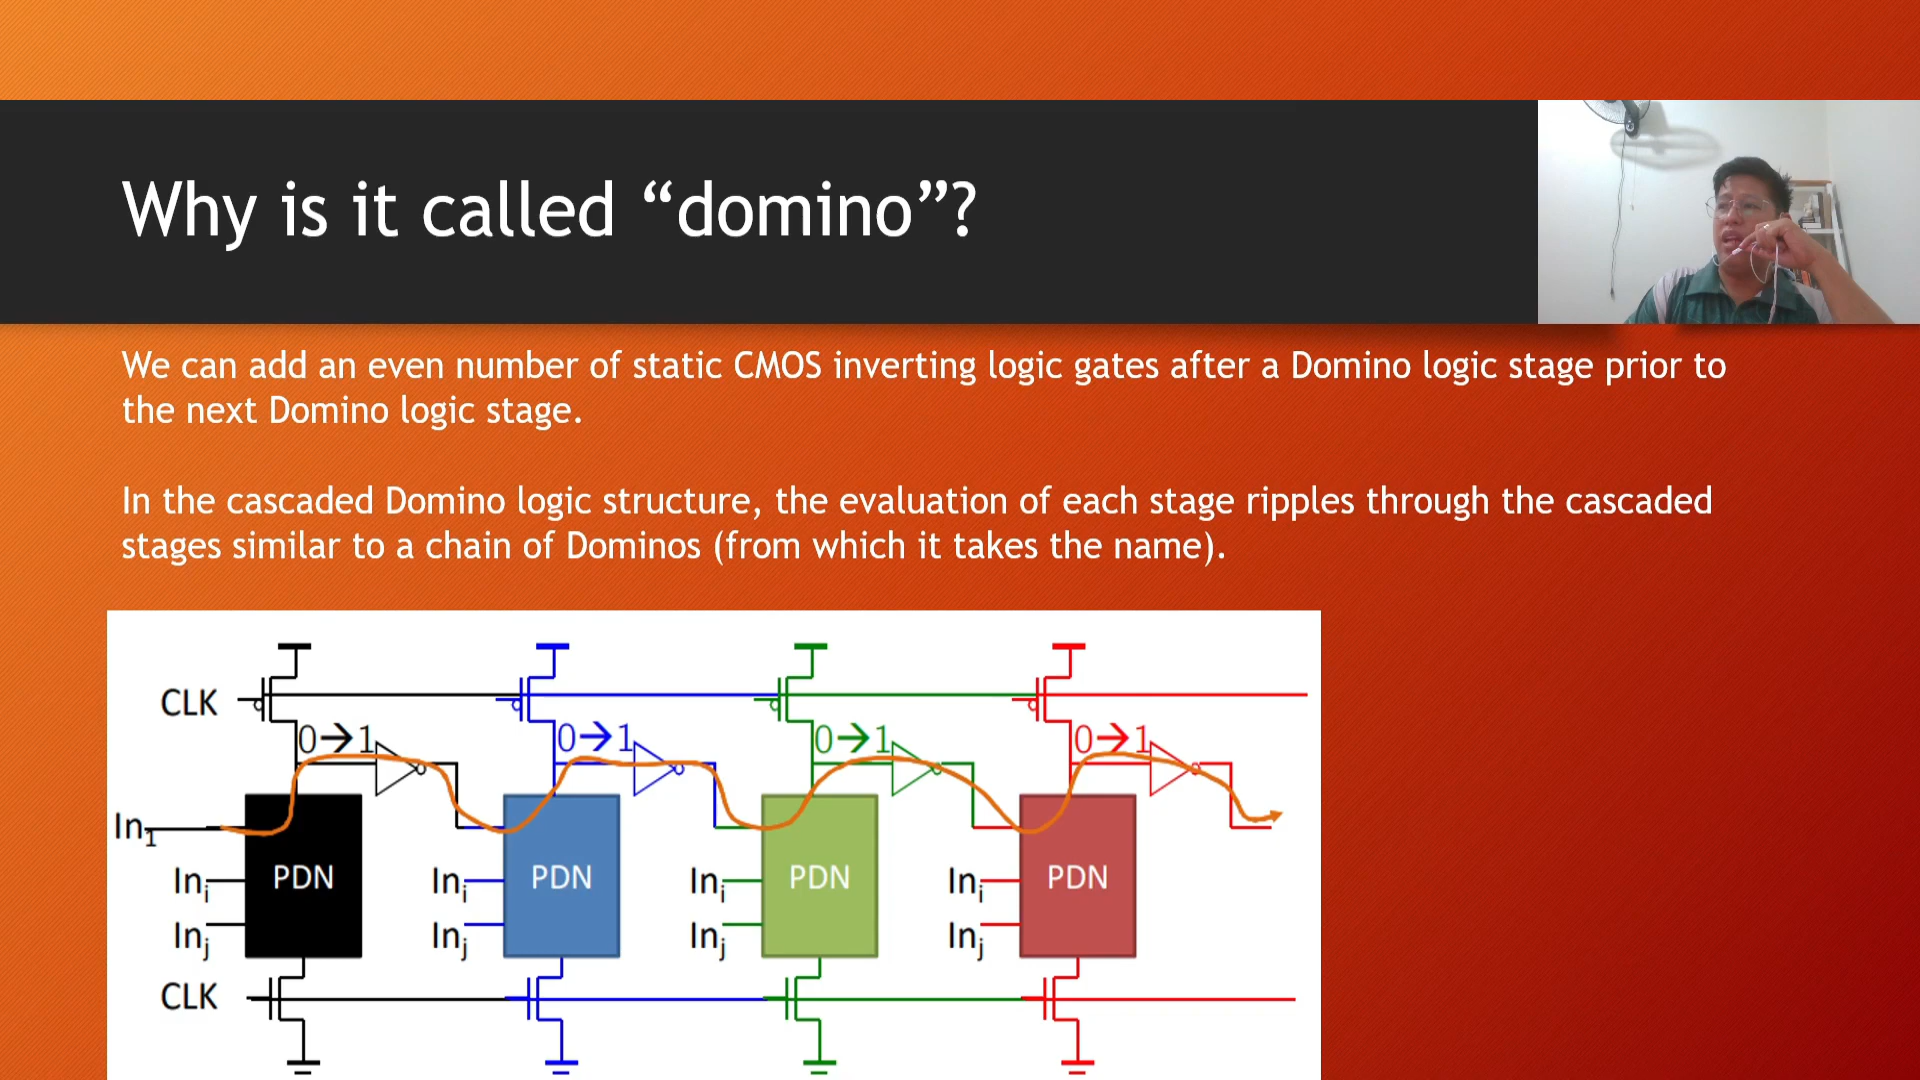 Why is it called “domino”?
We can add an even number of static CMOS inverting logic gates after a Domino logic stage prior to
the next Domino logic stage.
In the cascaded Domino logic structure, the evaluation of each stage ripples through the cascaded
stages similar to a chain of Dominos (from which it takes the name).
CLK
0→1 0→1 0→1 0→1
In1
PDN PDN PDN PDN
Ini Ini Ini Ini
Inj Inj Inj Inj
CLK